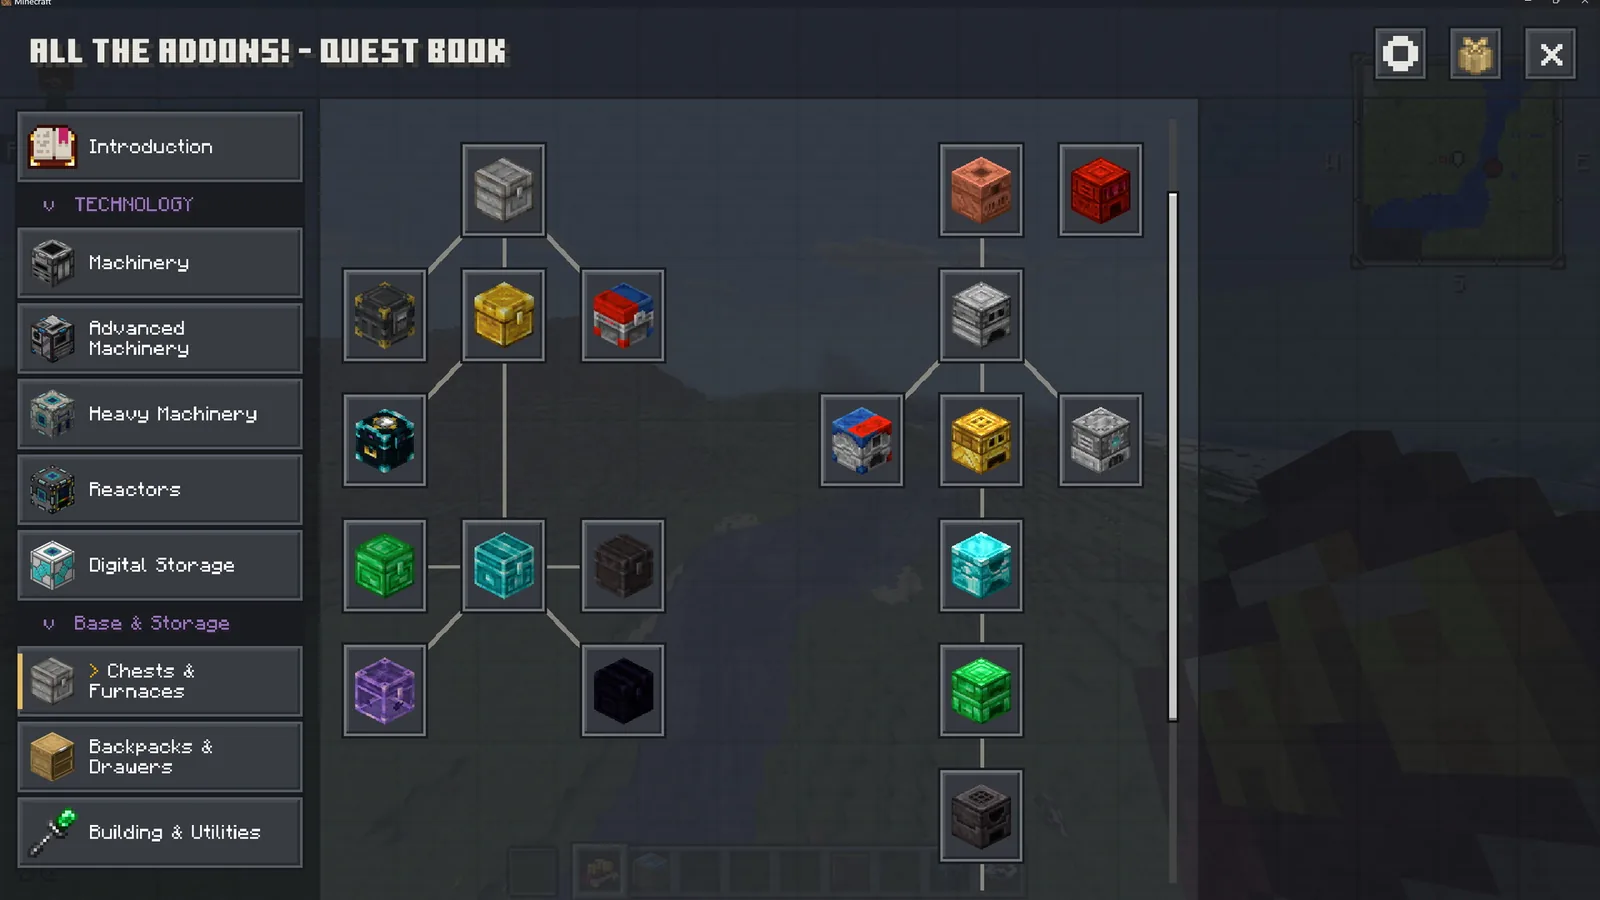 Minecraft
ALL THE ADDONS! - QUEST BOOK
Introduction
v TECHNOLOGY
Machinery
Advanced
Machinery
Heavy Machinery
Reactors
Digital Storage
v Base & Storage
> Chests &
Furnaces
Backpacks &
Drawers
Building & Utilities